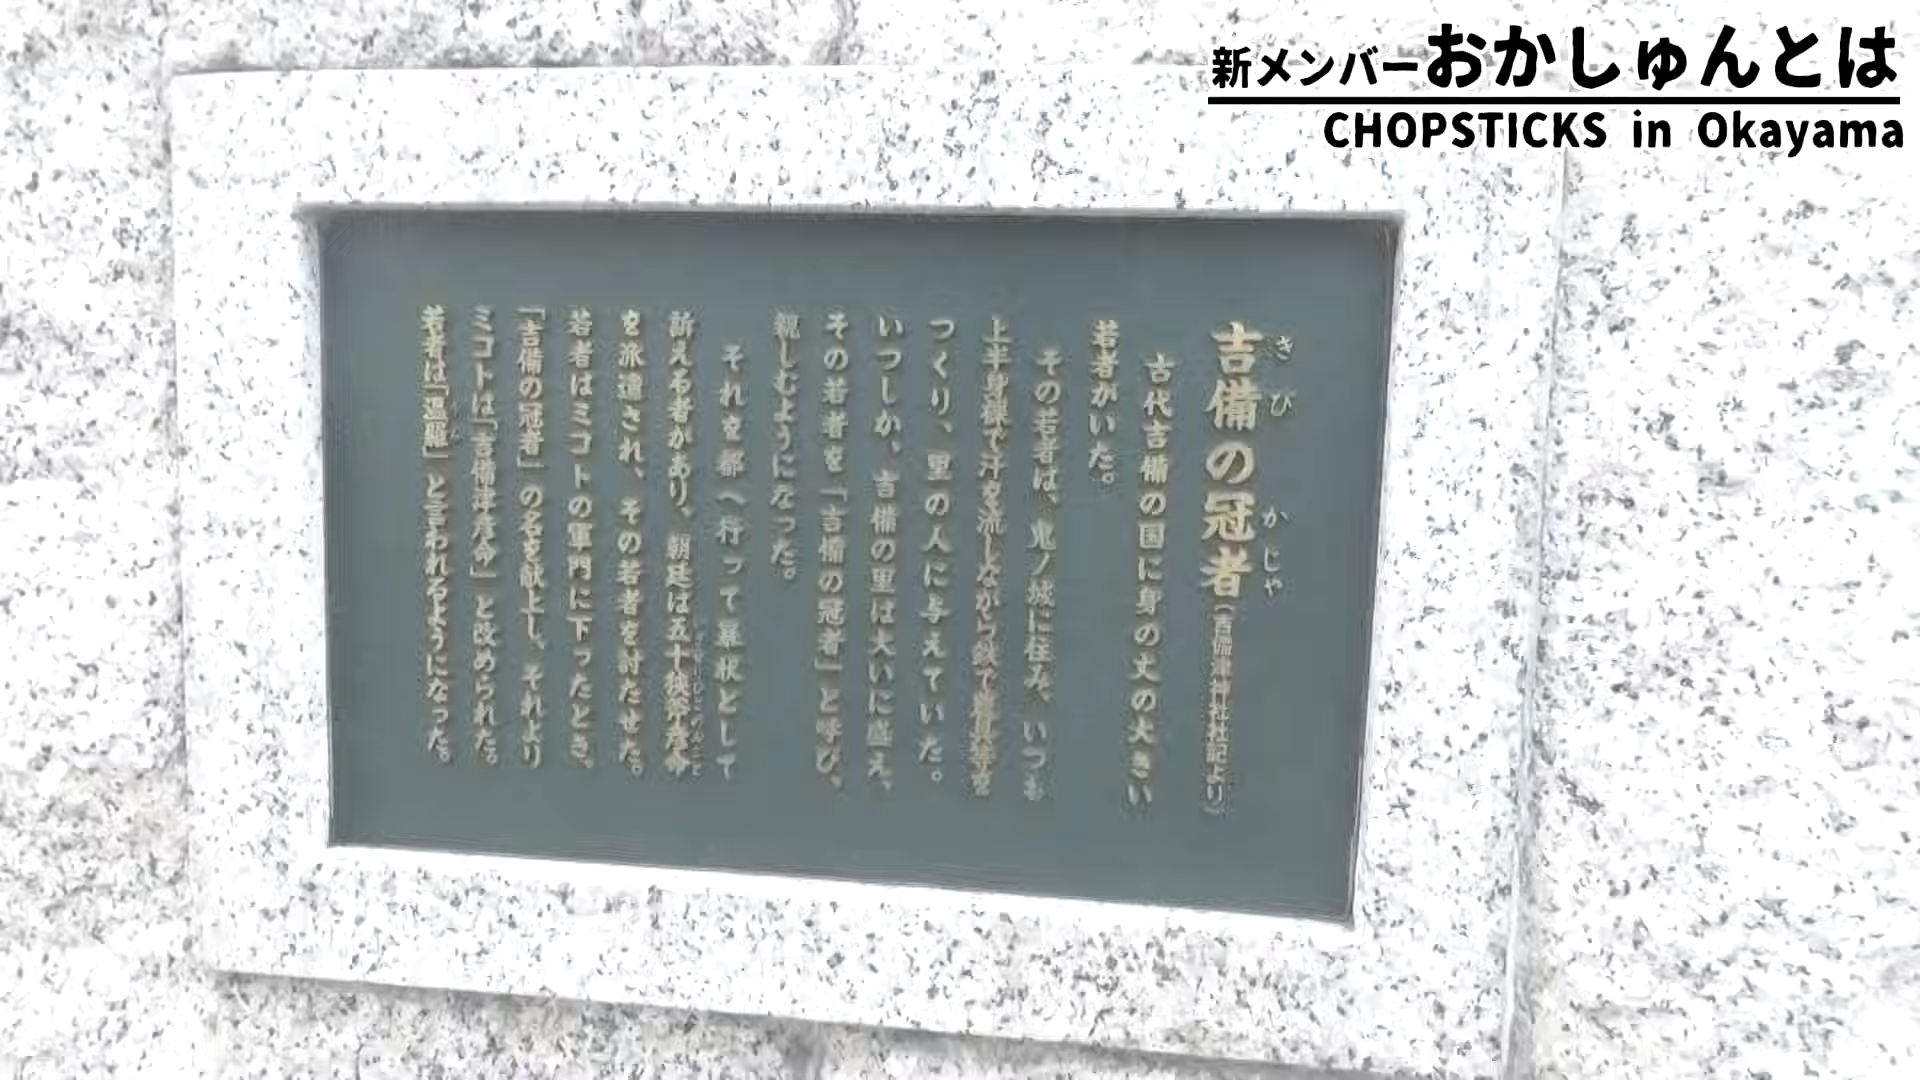 新メンバーおかしゅんとは
CHOPSTICKS in Okayama
きび かじゃ
吉備の冠者(吉備津神社社記より)
古代吉備の国に身の丈の大きい
若者がいた。
その若者は、鬼ノ城に住み、いつも
上半身裸で汗を流しながら鉄で農具等を
つくり、里の人に与えていた。
いつしか、吉備の里は大いに盛え、
その若者を「吉備の冠者」と呼び、
親しむようになった。
それを都へ行って羅状として
訴える者があり、朝廷は五十狭芹彦命
を派遣され、その若者を討たせた。
若者はミコトの軍門に下ったとき、
「吉備の冠者」の名を献上し、それより
ミコトは「吉備津彦命」と改められた。
若者は「温羅」と言われるようになった。